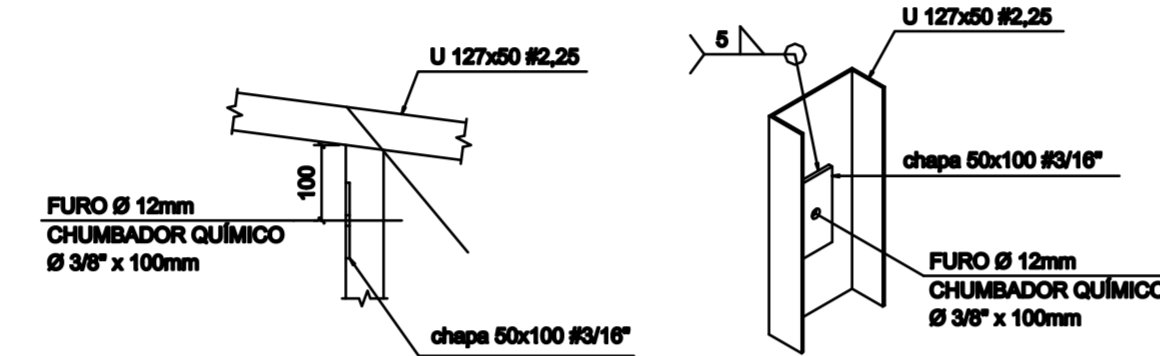 U 127x50 #2,25
100
FURO Ø 12mm
CHUMBADOR QUÍMICO
Ø 3/8" x 100mm
chapa 50x100 #3/16"
U 127x50 #2,25
5
chapa 50x100 #3/16"
FURO Ø 12mm
CHUMBADOR QUÍMICO
Ø 3/8" x 100mm